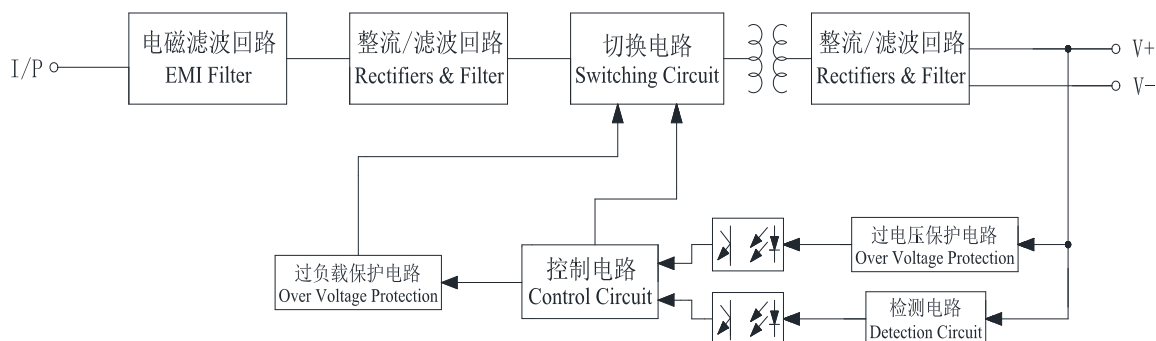 I/P
电磁滤波回路
EMI Filter
整流/滤波回路
Rectifiers & Filter
切换电路
Switching Circuit
整流/滤波回路
Rectifiers & Filter
V+
V-
过负载保护电路
Over Voltage Protection
控制电路
Control Circuit
过电压保护电路
Over Voltage Protection
检测电路
Detection Circuit